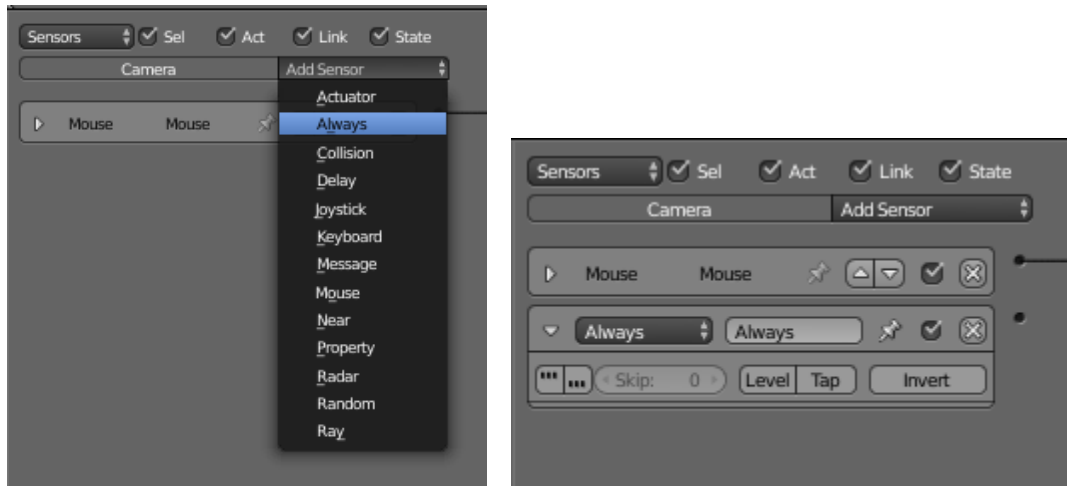 Sensors Sel Act Link State
Camera Add Sensor
Mouse Mouse
Actuator
Always
Collision
Delay
Joystick
Keyboard
Message
Mouse
Near
Property
Radar
Random
Ray
Sensors Sel Act Link State
Camera Add Sensor
Mouse Mouse
Always Always
Skip: 0 Level Tap Invert